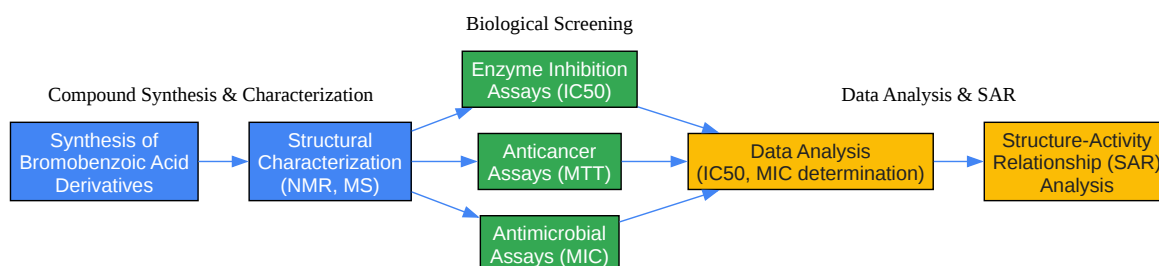 Biological Screening
Compound Synthesis & Characterization
Data Analysis & SAR
Synthesis of
Bromobenzoic Acid
Derivatives
Structural
Characterization
(NMR, MS)
Enzyme Inhibition
Assays (IC50)
Anticancer
Assays (MTT)
Antimicrobial
Assays (MIC)
Data Analysis
(IC50, MIC determination)
Structure-Activity
Relationship (SAR)
Analysis